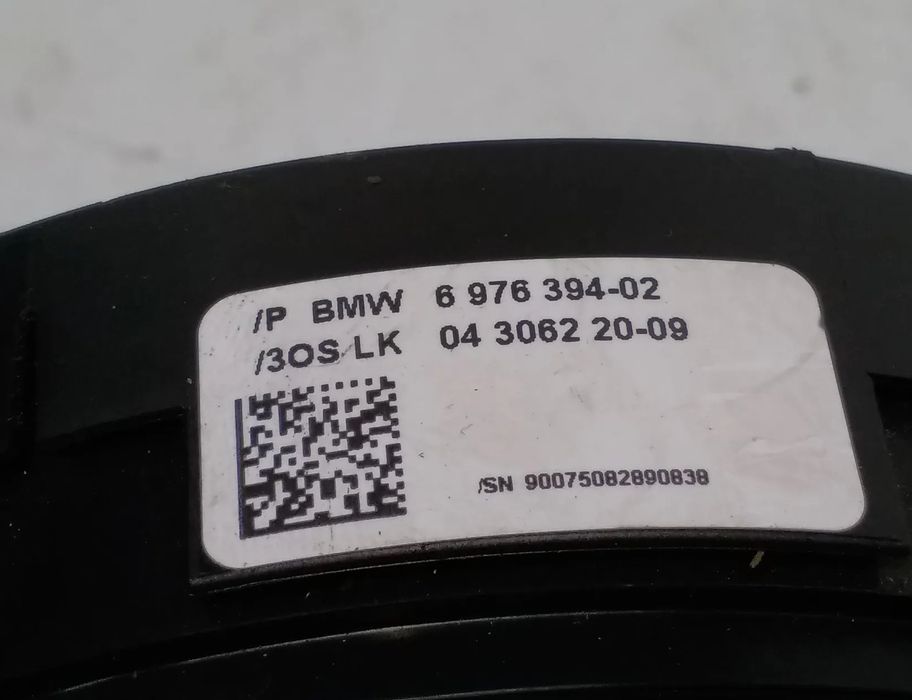 /P BMW 6 976 394-02
/3OS LK 04 3062 20-09
/SN 90075082890838